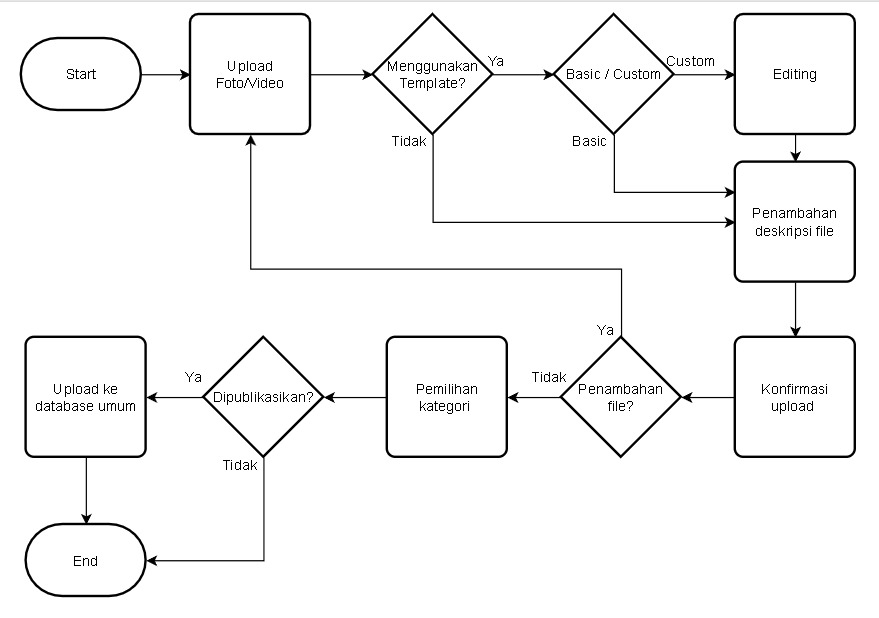 Start
Upload
Foto/Video
Menggunakan
Template?
Ya
Basic / Custom
Custom
Editing
Tidak
Basic
Penambahan
deskripsi file
Ya
Konfirmasi
upload
Penambahan
file?
Tidak
Pemilihan
kategori
Dipublikasikan?
Ya
Upload ke
database umum
Tidak
End